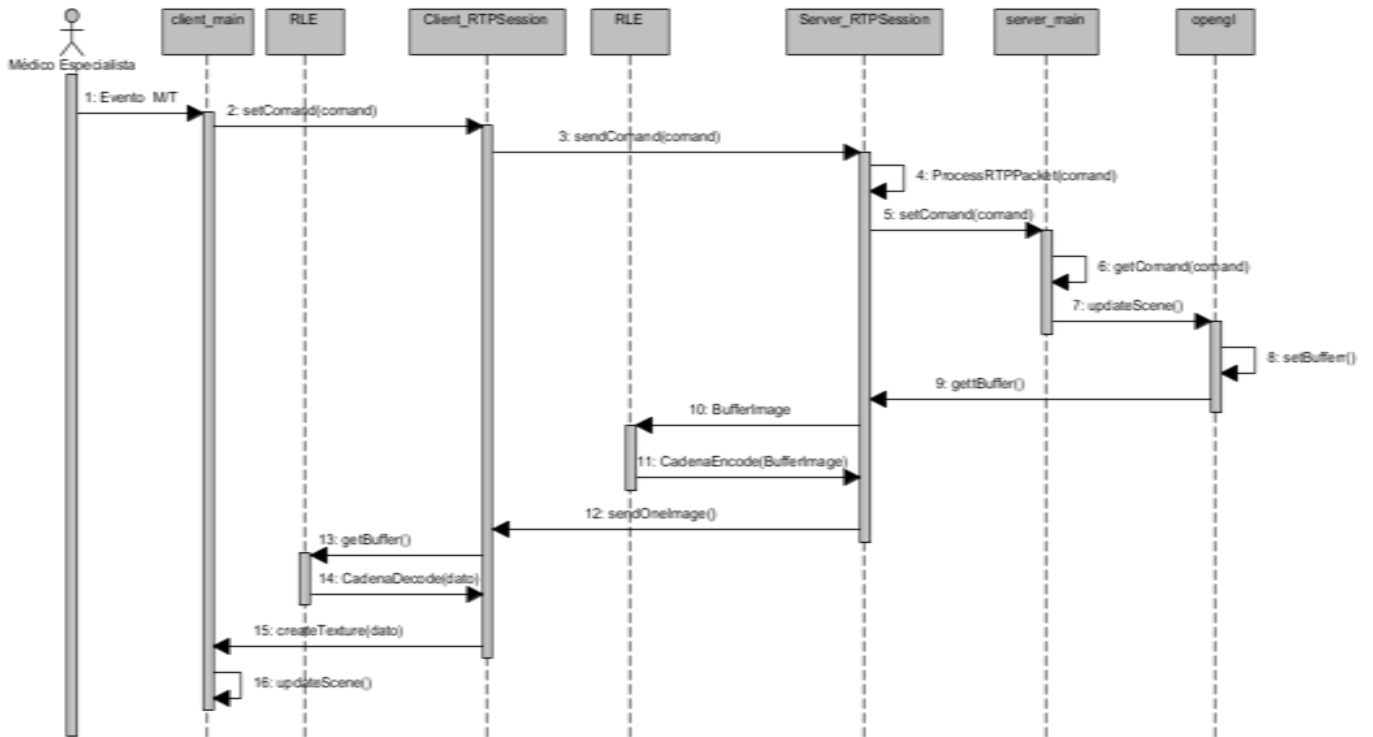 client_main
RLE
Client_RTPSession
RLE
Server_RTPSession
server_main
opengl
Médico Especialista
1: Evento M/T
2: setComand(comand)
3: sendComand(comand)
4: ProcessRTPPacket(comand)
5: setComand(comand)
6: getComand(comand)
7: updateScene()
8: setBufferr()
9: gettBuffer()
10: BufferImage
11: CadenaEncode(BufferImage)
12: sendOneImage()
13: getBuffer()
14: CadenaDecode(dato)
15: createTexture(dato)
16: updateScene()